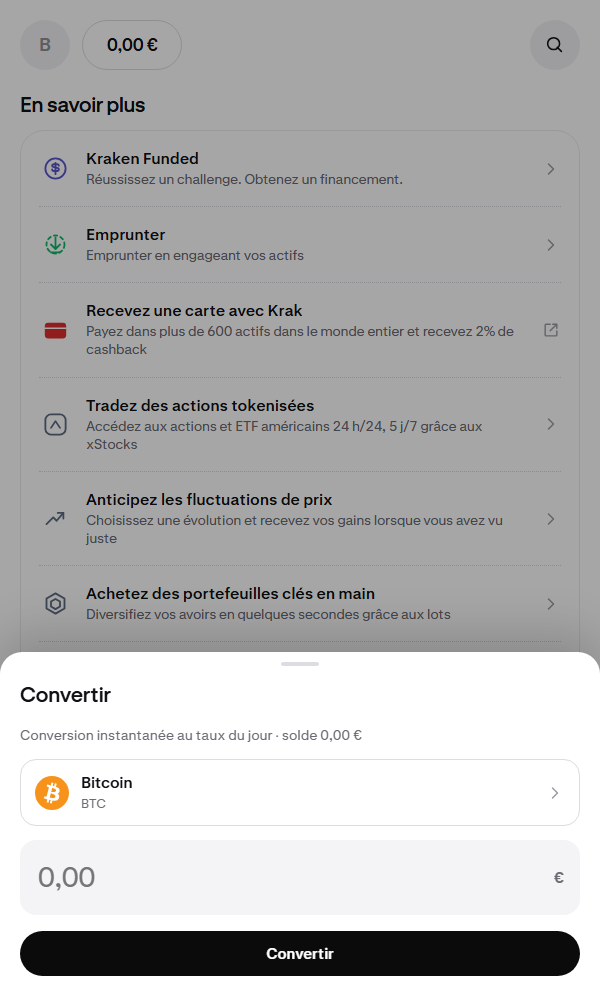 B
0,00 €
En savoir plus
Kraken Funded
Réussissez un challenge. Obtenez un financement.
Emprunter
Emprunter en engageant vos actifs
Recevez une carte avec Krak
Payez dans plus de 600 actifs dans le monde entier et recevez 2% de
cashback
Tradez des actions tokenisées
Accédez aux actions et ETF américains 24 h/24, 5 j/7 grâce aux
xStocks
Anticipez les fluctuations de prix
Choisissez une évolution et recevez vos gains lorsque vous avez vu
juste
Achetez des portefeuilles clés en main
Diversifiez vos avoirs en quelques secondes grâce aux lots
Convertir
Conversion instantanée au taux du jour · solde 0,00 €
Bitcoin
BTC
0,00 €
Convertir